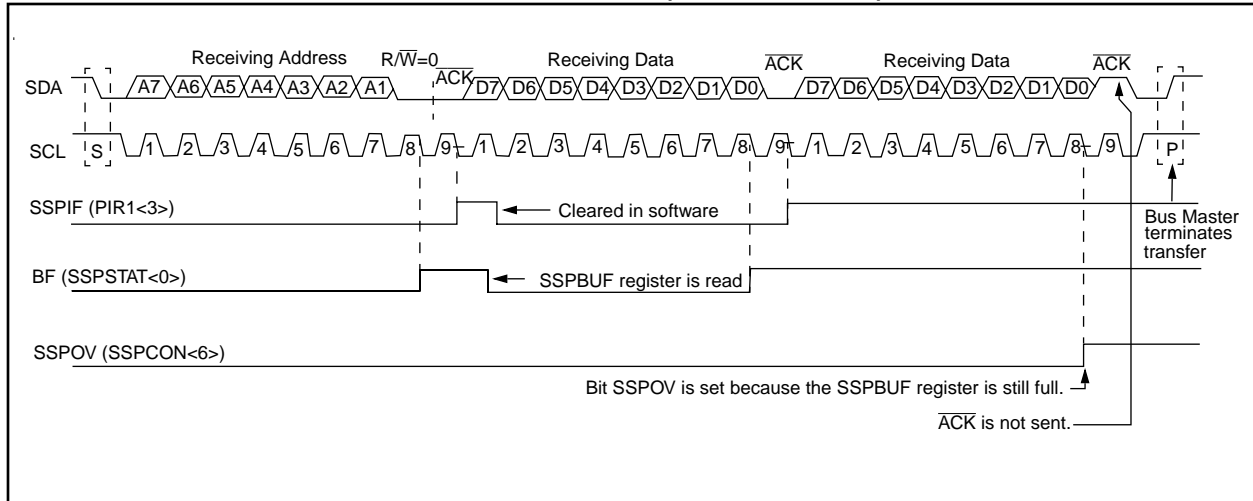 Receiving Address R/W=0 Receiving Data ACK Receiving Data ACK
ACK
SDA A7 A6 A5 A4 A3 A2 A1 D7 D6 D5 D4 D3 D2 D1 D0 D7 D6 D5 D4 D3 D2 D1 D0
SCL S 1 2 3 4 5 6 7 8 9 1 2 3 4 5 6 7 8 9 1 2 3 4 5 6 7 8 9 P
SSPIF (PIR1<3>) Cleared in software
Bus Master
terminates
transfer
BF (SSPSTAT<0>) SSPBUF register is read
SSPOV (SSPCON<6>)
Bit SSPOV is set because the SSPBUF register is still full.
ACK is not sent.